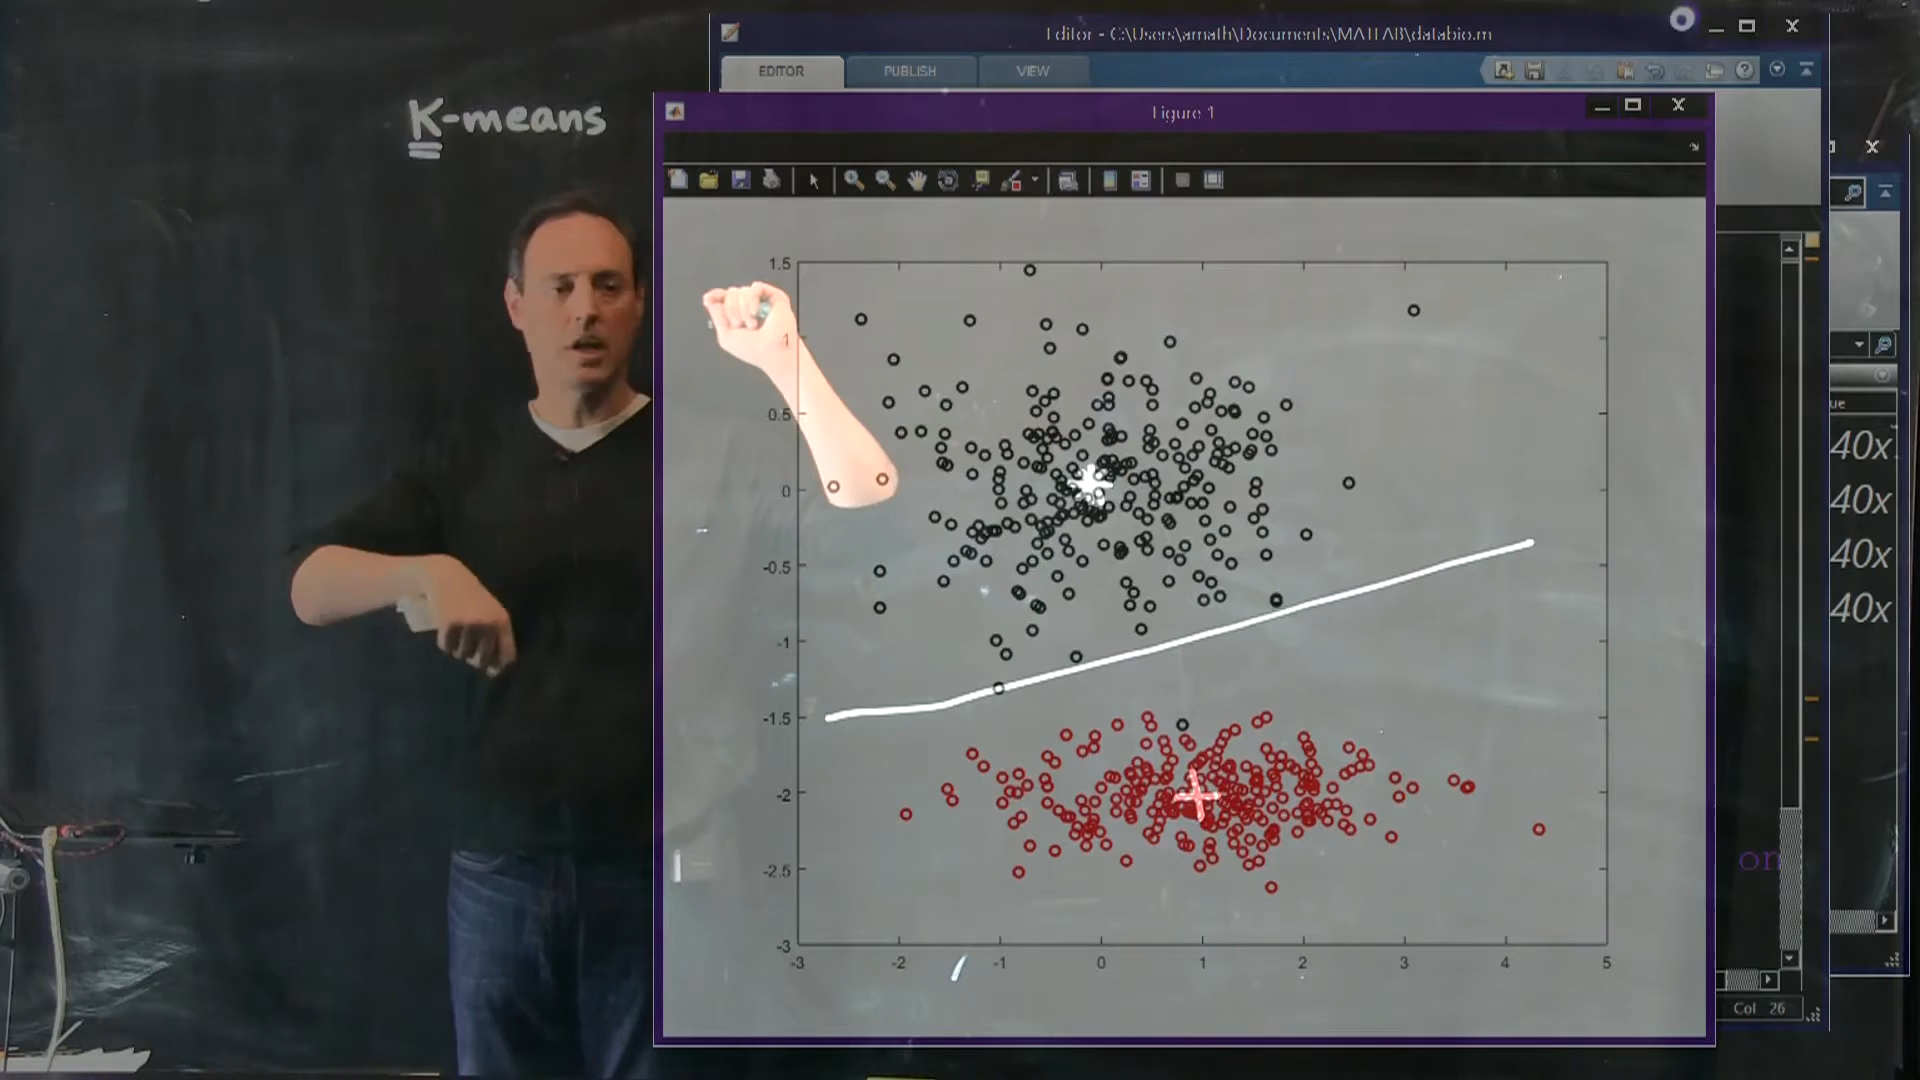 Editor - C:\Users\amath\Documents\MATLAB\databio.m
EDITOR PUBLISH VIEW
K-means
Figure 1
1.5
1
0.5
0
-0.5
-1
-1.5
-2
-2.5
-3
-3 -2 -1 0 1 2 3 4 5
ue
40x
40x
40x
40x
on
Col 26